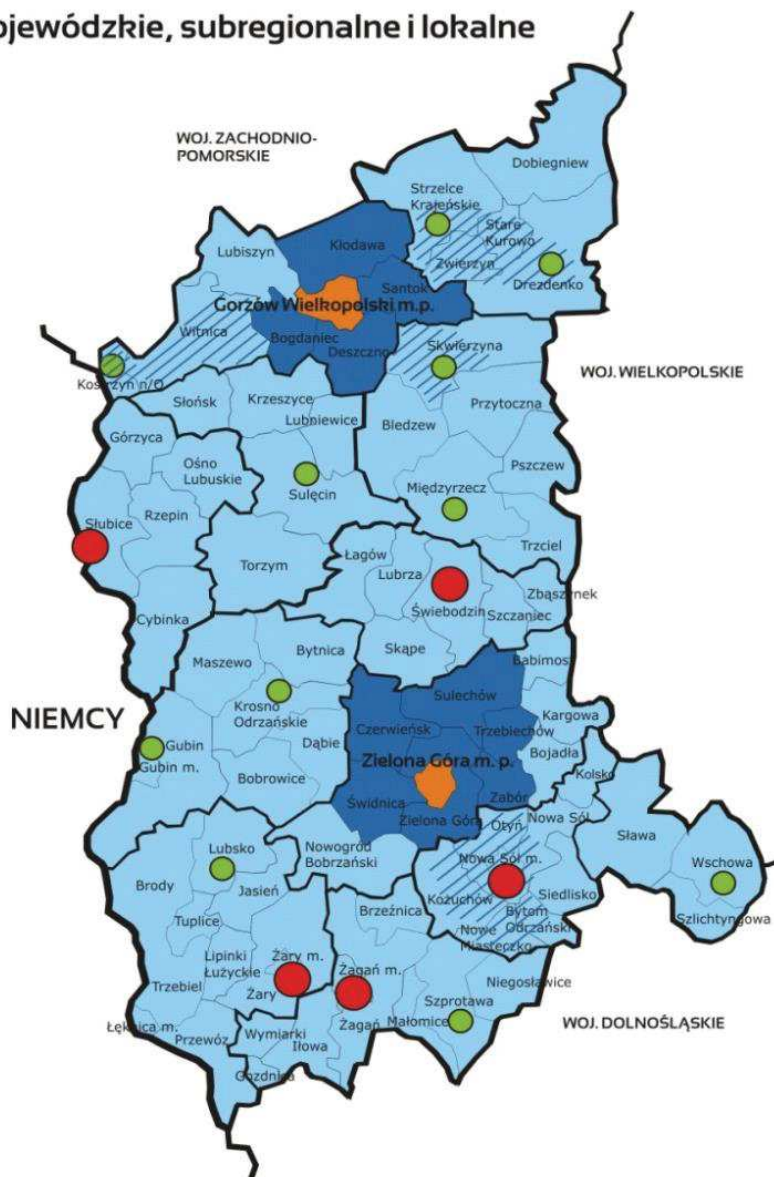 ojewódzkie, subregionalne i lokalne
WOJ. ZACHODNIO-
POMORSKIE
Dobiegniew
Strzelce
Krajeńskie
Stare
Kurowo
Zwierzyn
Drezdenko
Kłodawa
Lubiszyn
Santok
Gorzów Wielkopolski m.p.
Witnica
Bogdaniec
Deszczno
Skwierzyna
WOJ. WIELKOPOLSKIE
Kostrzyn n/O
Słońsk
Krzeszyce
Lubniewice
Przytoczna
Bledzew
Górzyca
Ośno
Lubuskie
Pszczew
Międzyrzecz
Sulęcin
Rzepin
Słubice
Trzciel
Torzym
Łagów
Lubrza
Zbąszynek
Świebodzin
Szczaniec
Cybinka
Skąpe
Bytnica
Maszewo
Babimost
Sulechów
Krosno
Odrzańskie
Kargowa
NIEMCY
Czerwieńsk
Trzebiechów
Dąbie
Gubin
Bojadła
Zielona Góra m. p.
Gubin m.
Kolsko
Bobrowice
Zabór
Świdnica
Zielona Góra
Otyń
Nowa Sól
Sława
Nowogród
Bobrzański
Lubsko
Nowa Sól m.
Wschowa
Brody
Jasień
Siedlisko
Kożuchów
Brzeźnica
Bytom
Odrzański
Szlichtyngowa
Tuplice
Nowe
Miasteczko
Lipinki
Łużyckie
Żary m.
Żagań m.
Trzebiel
Niegosławice
Żary
Szprotawa
Łęknica m.
Żagań
Małomice
WOJ. DOLNOŚLĄSKIE
Przewóz
Wymiarki
Iłowa
Gozdnica